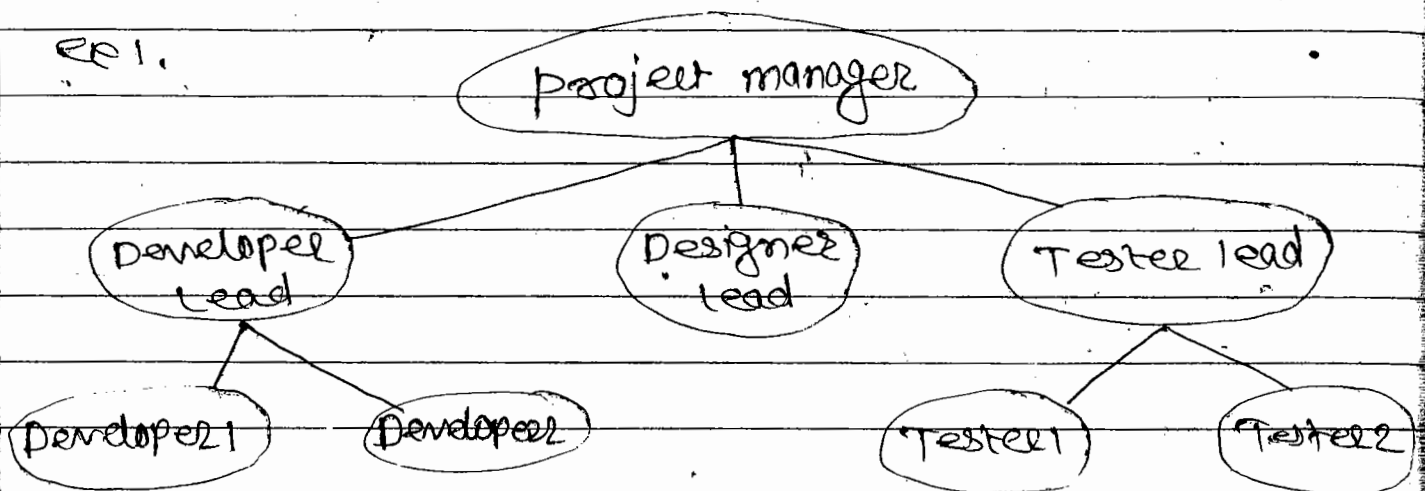 project manager
Developer
Lead
Designer
lead
Tester lead
Developer1
Developer2
Tester1
Tester2